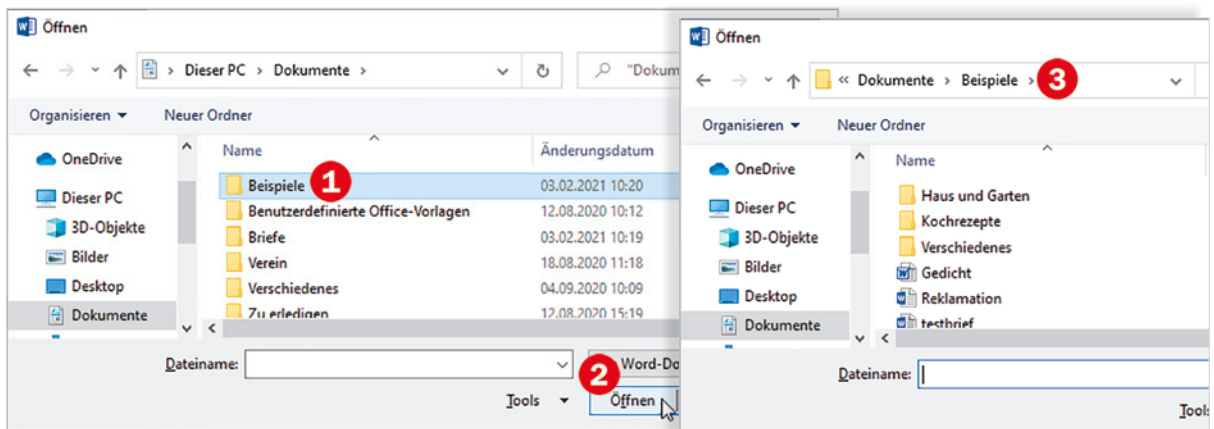 Öffnen
Dieser PC > Dokumente >
"Dokum
Organisieren
Neuer Ordner
OneDrive
Dieser PC
3D-Objekte
Bilder
Desktop
Dokumente
Name
Änderungsdatum
Beispiele 1
03.02.2021 10:20
Benutzerdefinierte Office-Vorlagen
12.08.2020 10:12
Briefe
03.02.2021 10:19
Verein
18.08.2020 11:18
Verschiedenes
04.09.2020 10:09
Zu erledigen
12.08.2020 15:19
Dateiname:
2
Word-Do
Tools
Öffnen
Öffnen
« Dokumente > Beispiele > 3
Organisieren
Neuer Ordner
OneDrive
Dieser PC
3D-Objekte
Bilder
Desktop
Dokumente
Name
Haus und Garten
Kochrezepte
Verschiedenes
Gedicht
Reklamation
testbrief
Dateiname:
Tools